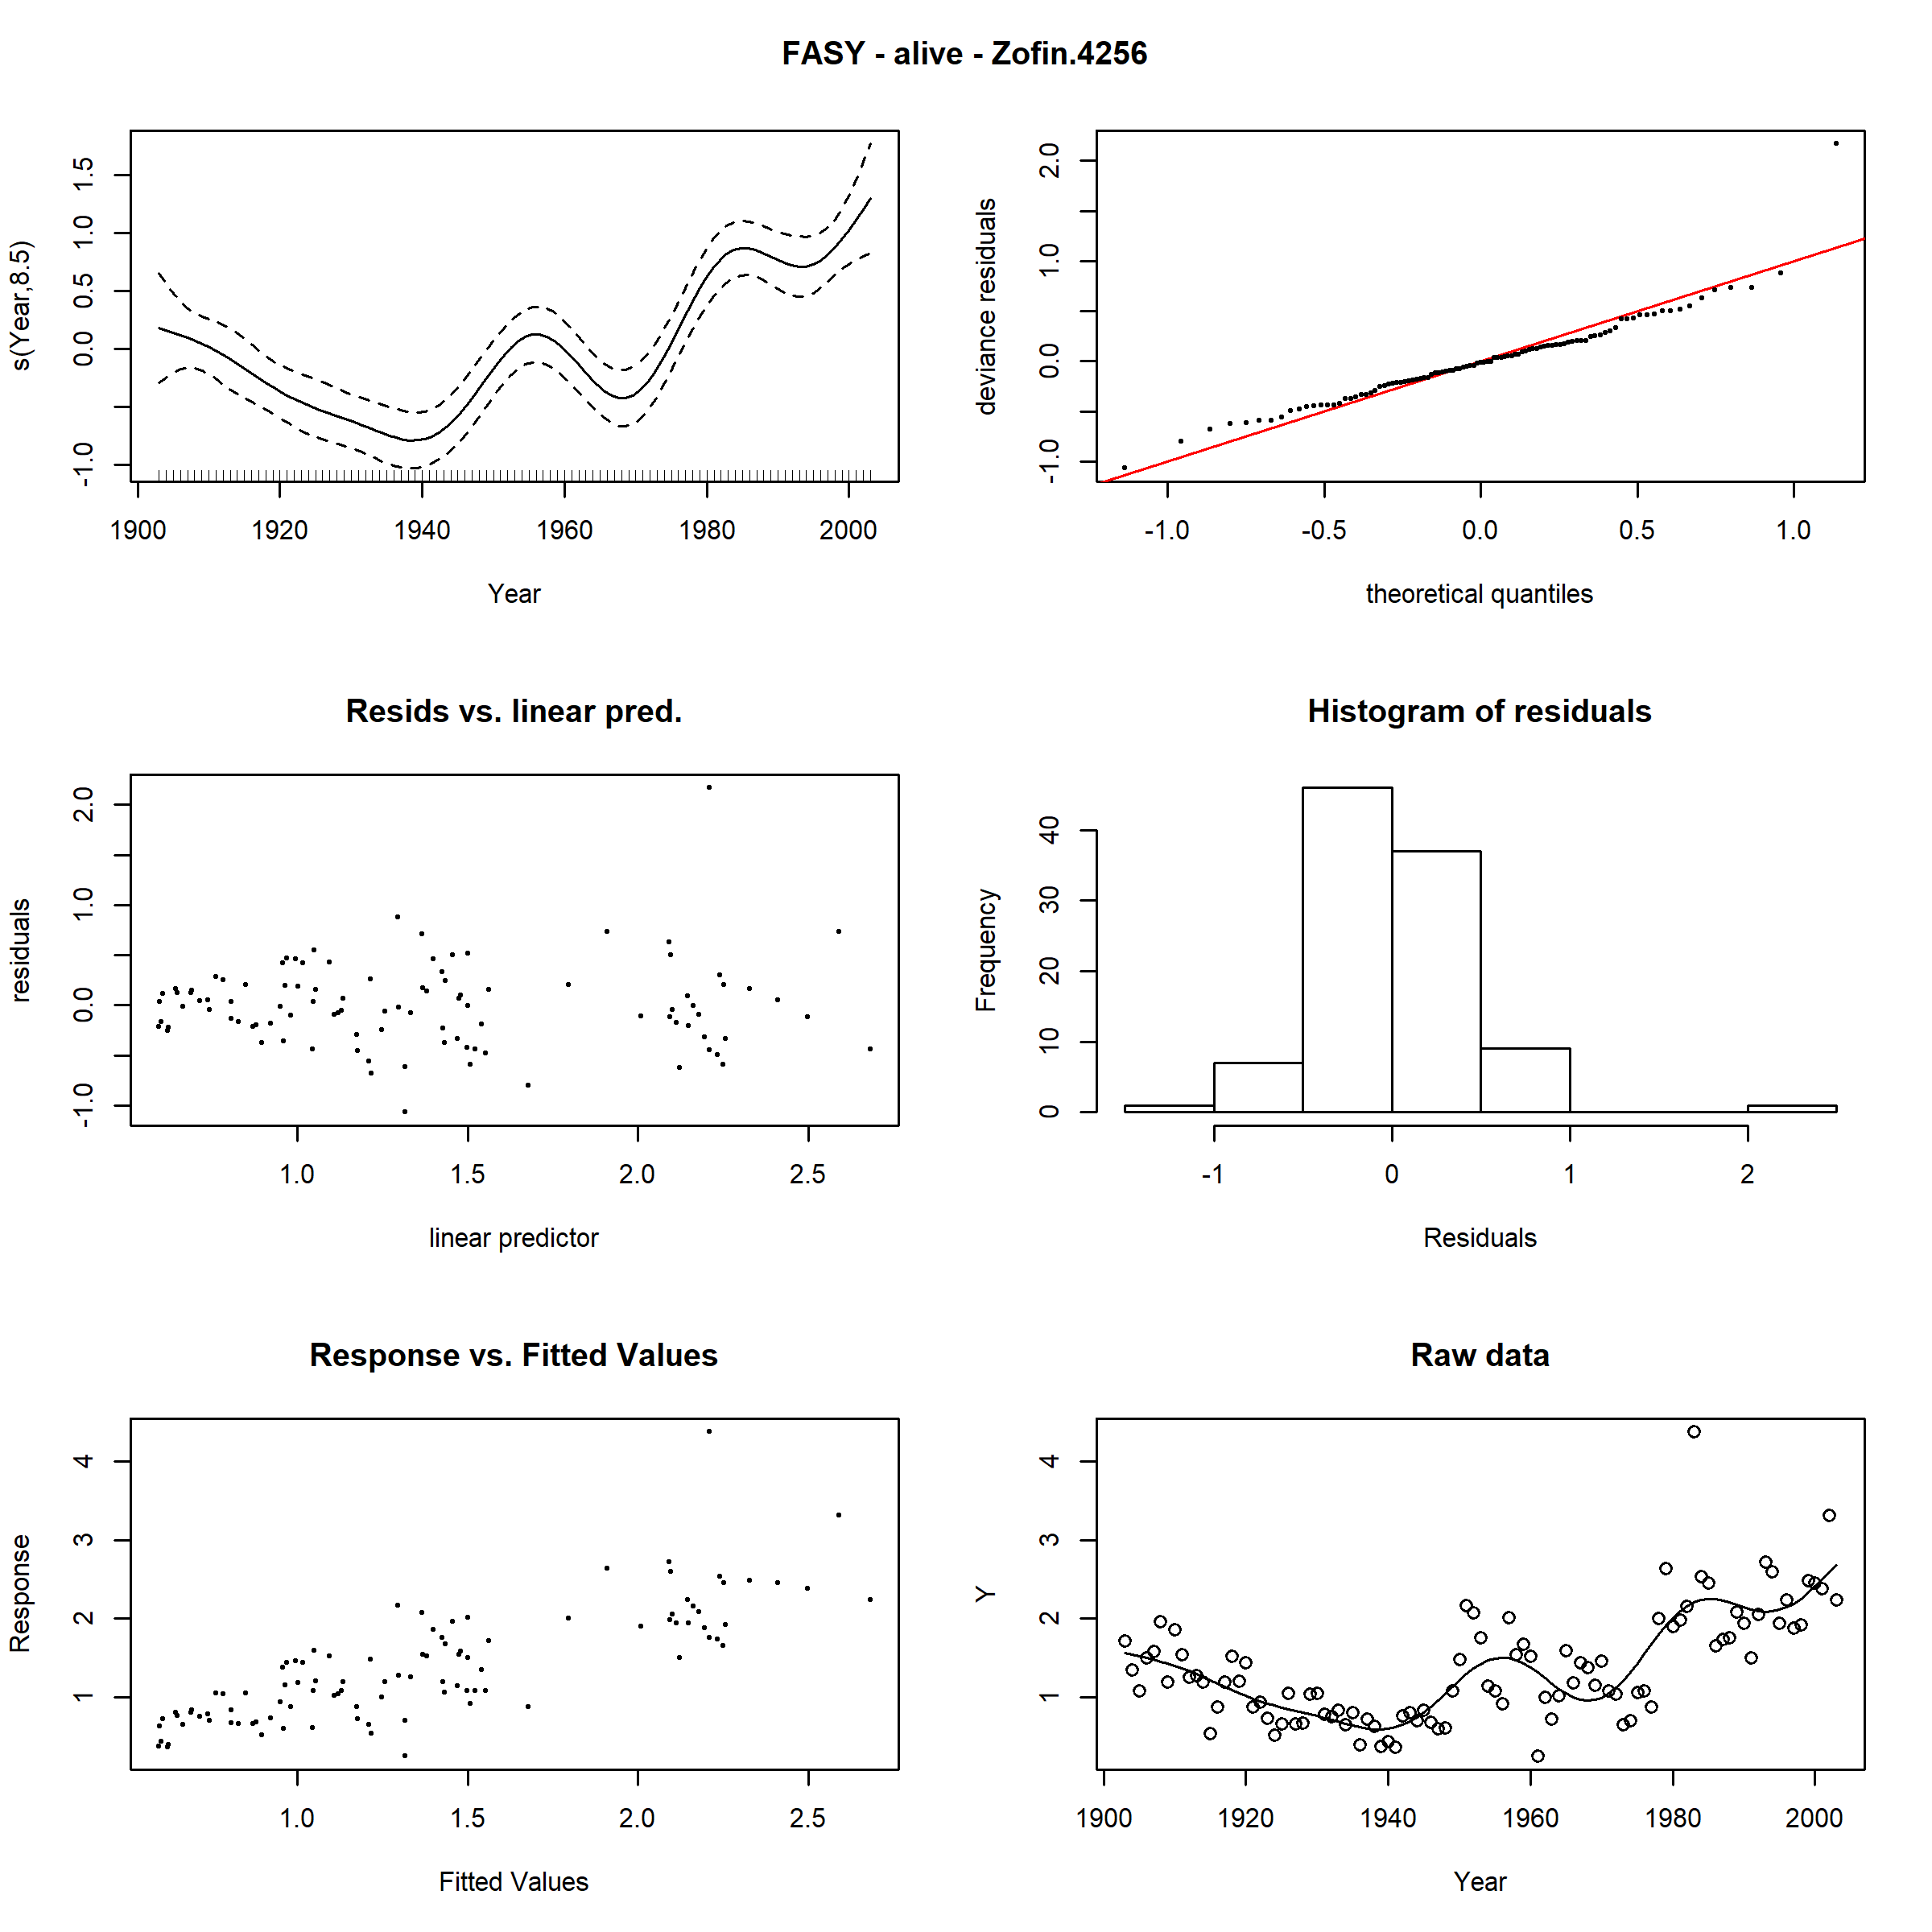 FASY - alive - Zofin.4256
s(Year,8.5)
-1.0 0.0 0.5 1.0 1.5
1900 1920 1940 1960 1980 2000
Year
deviance residuals
-1.0 0.0 1.0 2.0
-1.0 -0.5 0.0 0.5 1.0
theoretical quantiles
Resids vs. linear pred.
residuals
-1.0 0.0 1.0 2.0
1.0 1.5 2.0 2.5
linear predictor
Histogram of residuals
Frequency
0 10 20 30 40
-1 0 1 2
Residuals
Response vs. Fitted Values
Response
1 2 3 4
1.0 1.5 2.0 2.5
Fitted Values
Raw data
Y
1 2 3 4
1900 1920 1940 1960 1980 2000
Year